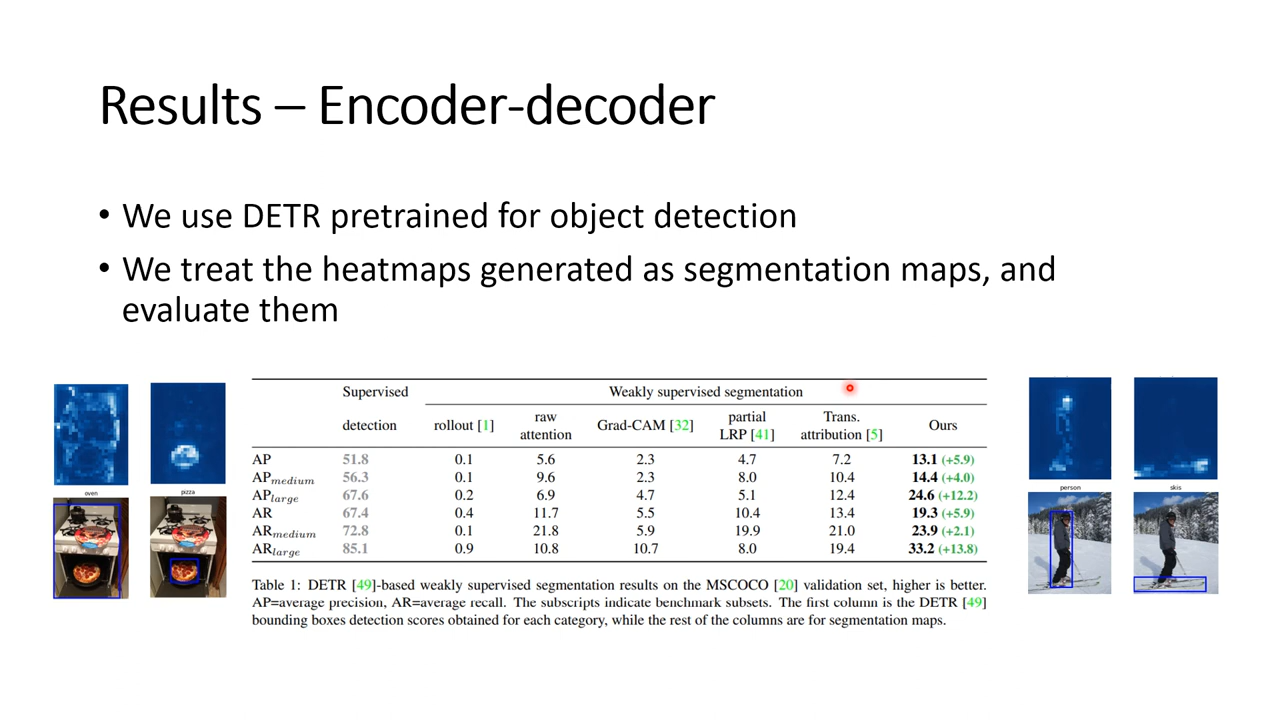 Results – Encoder-decoder
• We use DETR pretrained for object detection
• We treat the heatmaps generated as segmentation maps, and
evaluate them
oven
pizza
Supervised Weakly supervised segmentation
detection rollout [1] raw attention Grad-CAM [32] partial LRP [41] Trans. attribution [5] Ours
AP 51.8 0.1 5.6 2.3 4.7 7.2 13.1 (+5.9)
APmedium 56.3 0.1 9.6 2.3 8.0 10.4 14.4 (+4.0)
APlarge 67.6 0.2 6.9 4.7 5.1 12.4 24.6 (+12.2)
AR 67.4 0.4 11.7 5.5 10.4 13.4 19.3 (+5.9)
ARmedium 72.8 0.1 21.8 5.9 19.9 21.0 23.9 (+2.1)
ARlarge 85.1 0.9 10.8 10.7 8.0 19.4 33.2 (+13.8)
Table 1: DETR [49]-based weakly supervised segmentation results on the MSCOCO [20] validation set, higher is better.
AP=average precision, AR=average recall. The subscripts indicate benchmark subsets. The first column is the DETR [49]
bounding boxes detection scores obtained for each category, while the rest of the columns are for segmentation maps.
person
skis